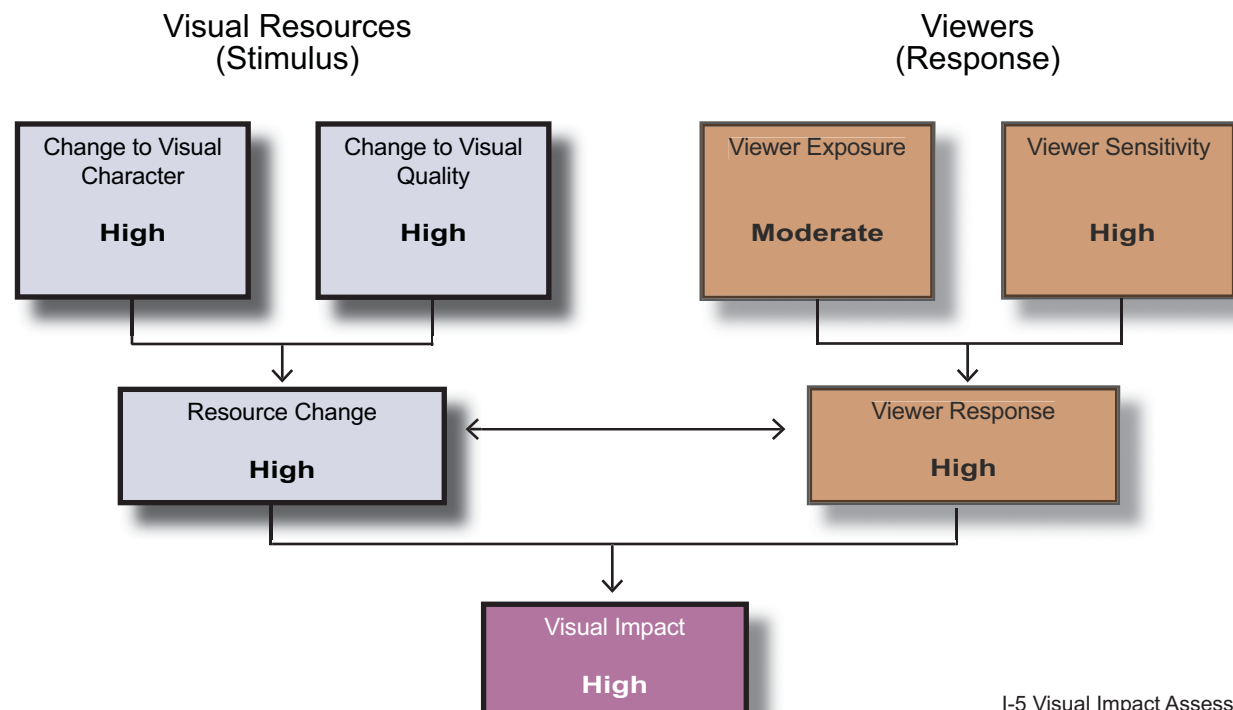 Visual Resources
(Stimulus)
Viewers
(Response)
Change to Visual
Character
High
Change to Visual
Quality
High
Viewer Exposure
Moderate
Viewer Sensitivity
High
Resource Change
High
Viewer Response
High
Visual Impact
High
I-5 Visual Impact Assess